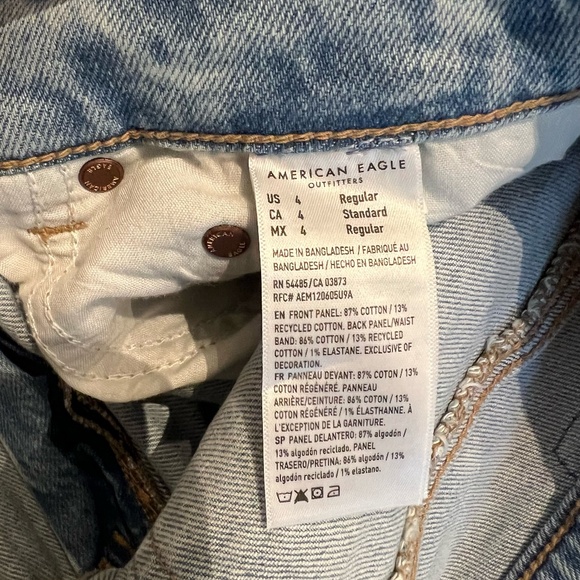 AMERICAN EAGLE
OUTFITTERS
US 4 Regular
CA 4 Standard
MX 4 Regular
MADE IN BANGLADESH / FABRIQUÉ AU
BANGLADESH / HECHO EN BANGLADESH
RN 54485/CA 03873
RFC# AEM120605U9A
EN FRONT PANEL: 87% COTTON / 13%
RECYCLED COTTON. BACK PANEL/WAIST
BAND: 86% COTTON / 13% RECYCLED
COTTON / 1% ELASTANE. EXCLUSIVE OF
DECORATION.
FR PANNEAU DEVANT: 87% COTON / 13%
COTON RÉGÉNÉRÉ. PANNEAU
ARRIÈRE/CEINTURE: 86% COTON / 13%
COTON RÉGÉNÉRÉ / 1% ÉLASTHANNE. À
L'EXCEPTION DE LA GARNITURE.
SP PANEL DELANTERO: 87% algodón /
13% algodón reciclado. PANEL
TRASERO/PRETINA: 86% algodón / 13%
algodón reciclado / 1% elastano.
AMERICAN
EAGLE
AMERICAN
EAGLE